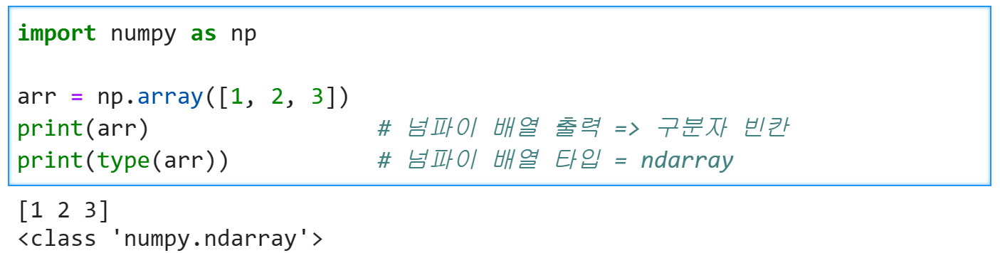 import numpy as np
arr = np.array([1, 2, 3])
print(arr) # 넘파이 배열 출력 => 구분자 빈칸
print(type(arr)) # 넘파이 배열 타입 = ndarray
[1 2 3]
<class 'numpy.ndarray'>